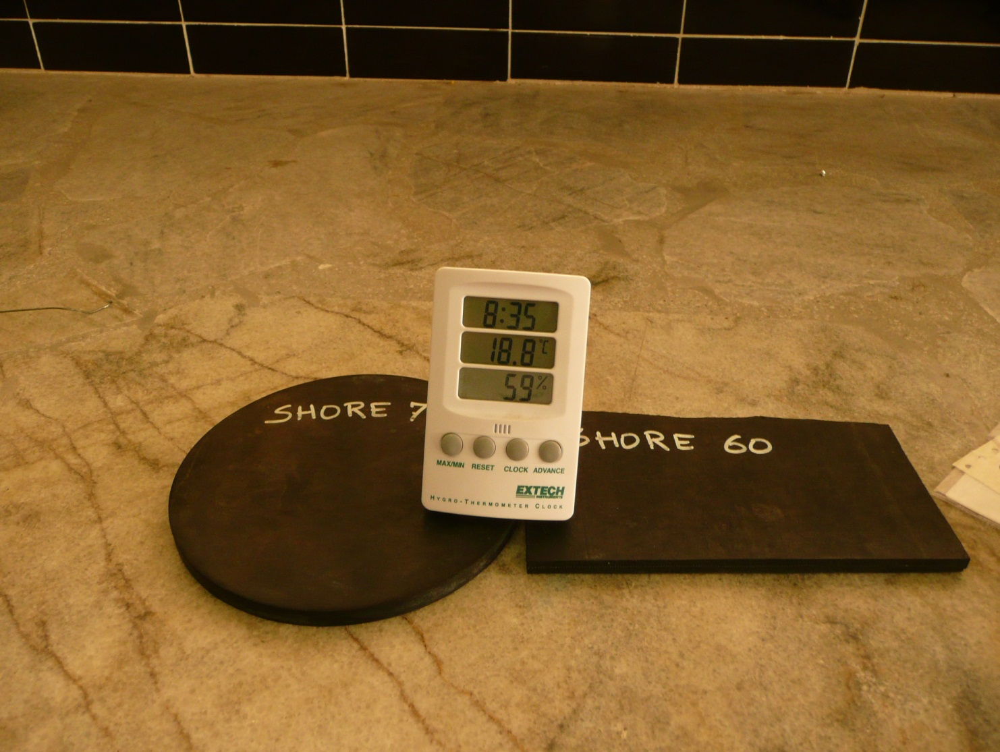 8:35
18.8°C
59%
SHORE 7
SHORE 60
MAX/MIN RESET CLOCK ADVANCE
EXTECH
INSTRUMENTS
HYGRO-THERMOMETER CLOCK